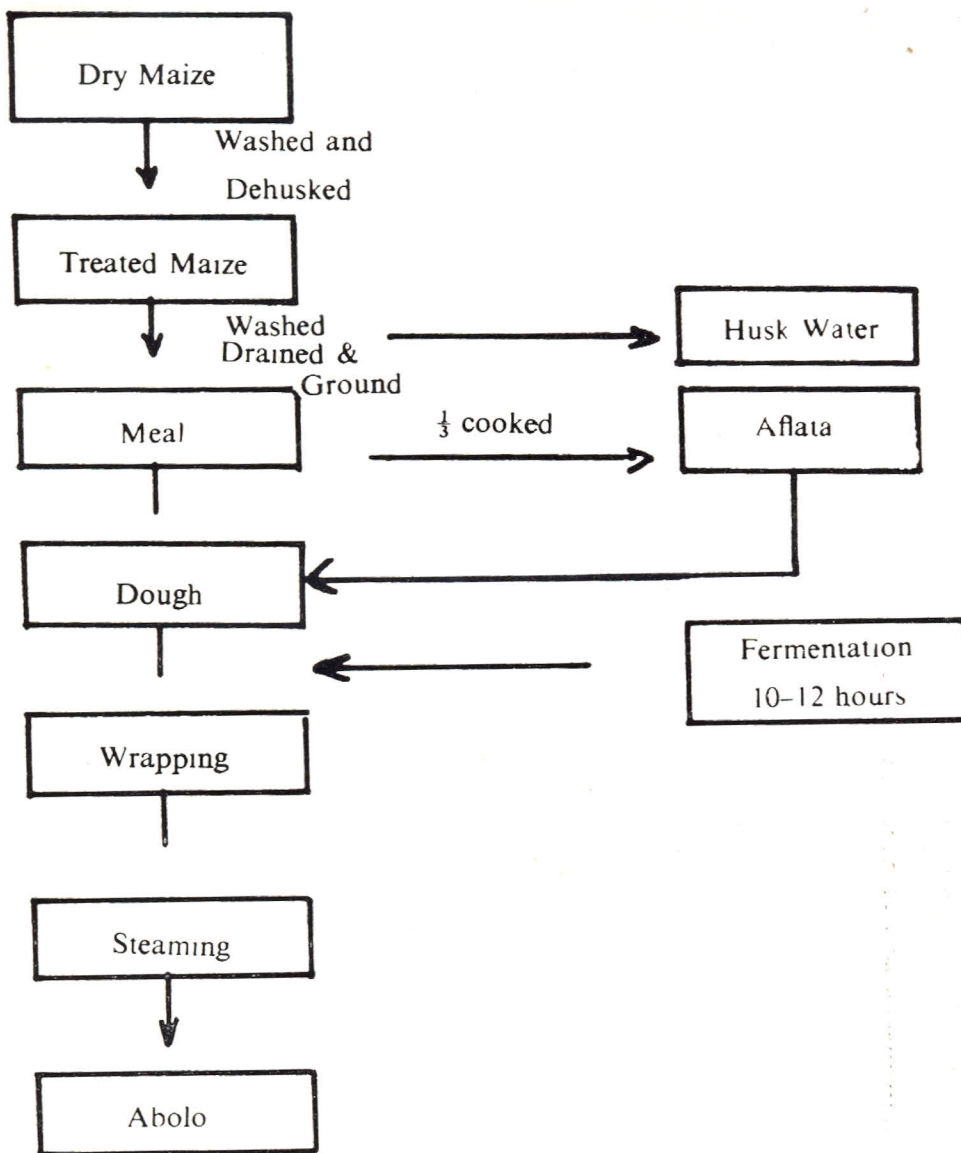 Dry Maize
Washed and
Dehusked
Treated Maize
Washed
Drained &
Ground
Husk Water
Meal
⅓ cooked
Aflata
Dough
Fermentation
10–12 hours
Wrapping
Steaming
Abolo